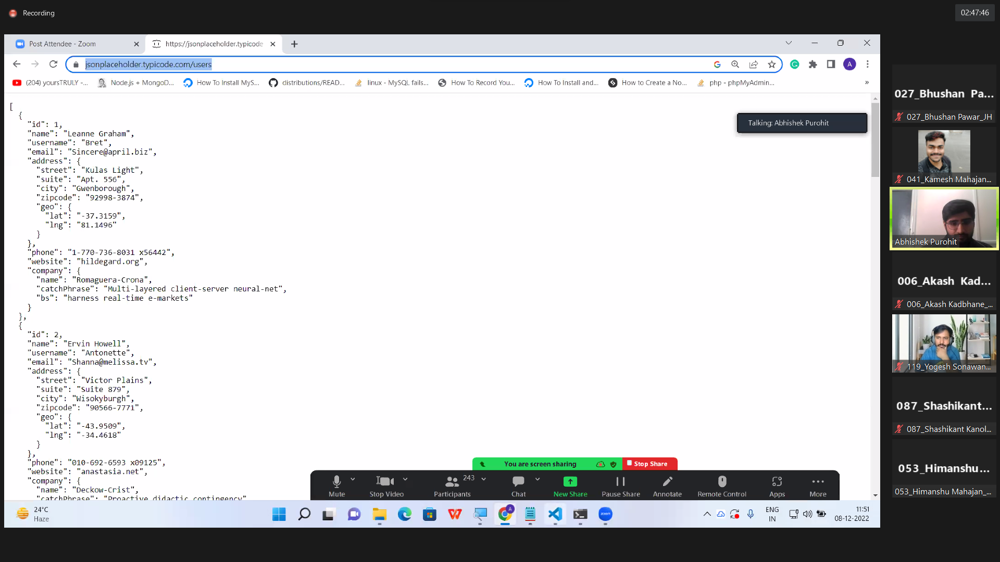 Recording
02:47:46
Post Attendee - Zoom
https://jsonplaceholder.typicode
jsonplaceholder.typicode.com/users
A
(204) yoursTRULY -...
Node.js + MongoD...
How To Install MyS...
distributions/READ...
linux - MySQL fails...
How To Record You...
How To Install and...
How to Create a No...
php - phpMyAdmin...
»
[
{
"id": 1,
"name": "Leanne Graham",
"username": "Bret",
"email": "Sincere@april.biz",
"address": {
"street": "Kulas Light",
"suite": "Apt. 556",
"city": "Gwenborough",
"zipcode": "92998-3874",
"geo": {
"lat": "-37.3159",
"lng": "81.1496"
}
},
"phone": "1-770-736-8031 x56442",
"website": "hildegard.org",
"company": {
"name": "Romaguera-Crona",
"catchPhrase": "Multi-layered client-server neural-net",
"bs": "harness real-time e-markets"
}
},
{
"id": 2,
"name": "Ervin Howell",
"username": "Antonette",
"email": "Shanna@melissa.tv",
"address": {
"street": "Victor Plains",
"suite": "Suite 879",
"city": "Wisokyburgh",
"zipcode": "90566-7771",
"geo": {
"lat": "-43.9509",
"lng": "-34.4618"
}
},
"phone": "010-692-6593 x09125",
"website": "anastasia.net",
"company": {
"name": "Deckow-Crist",
"catchPhrase": "Proactive didactic contingency"
Talking: Abhishek Purohit
You are screen sharing
Stop Share
Mute
Stop Video
Participants
243
Chat
New Share
Pause Share
Annotate
Remote Control
Apps
More
027_Bhushan Pa...
027_Bhushan Pawar_JH
041_Kamesh Mahajan...
Abhishek Purohit
006_Akash Kad...
006_Akash Kadbhane_...
119_Yogesh Sonawan...
087_Shashikant...
087_Shashikant Kanol...
053_Himanshu...
053_Himanshu Mahajan_...
24°C
Haze
A
zoom
ENG
IN
11:51
08-12-2022